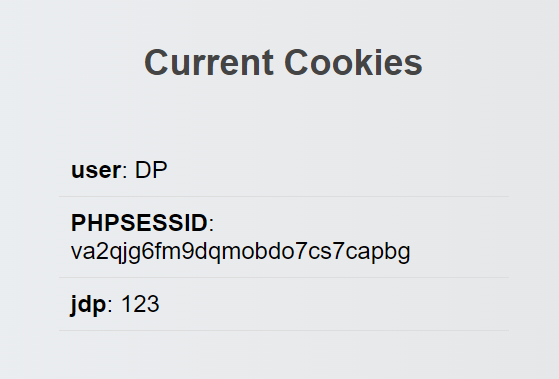 Current Cookies
user: DP
PHPSESSID:
va2qjg6fm9dqmobdo7cs7capbg
jdp: 123